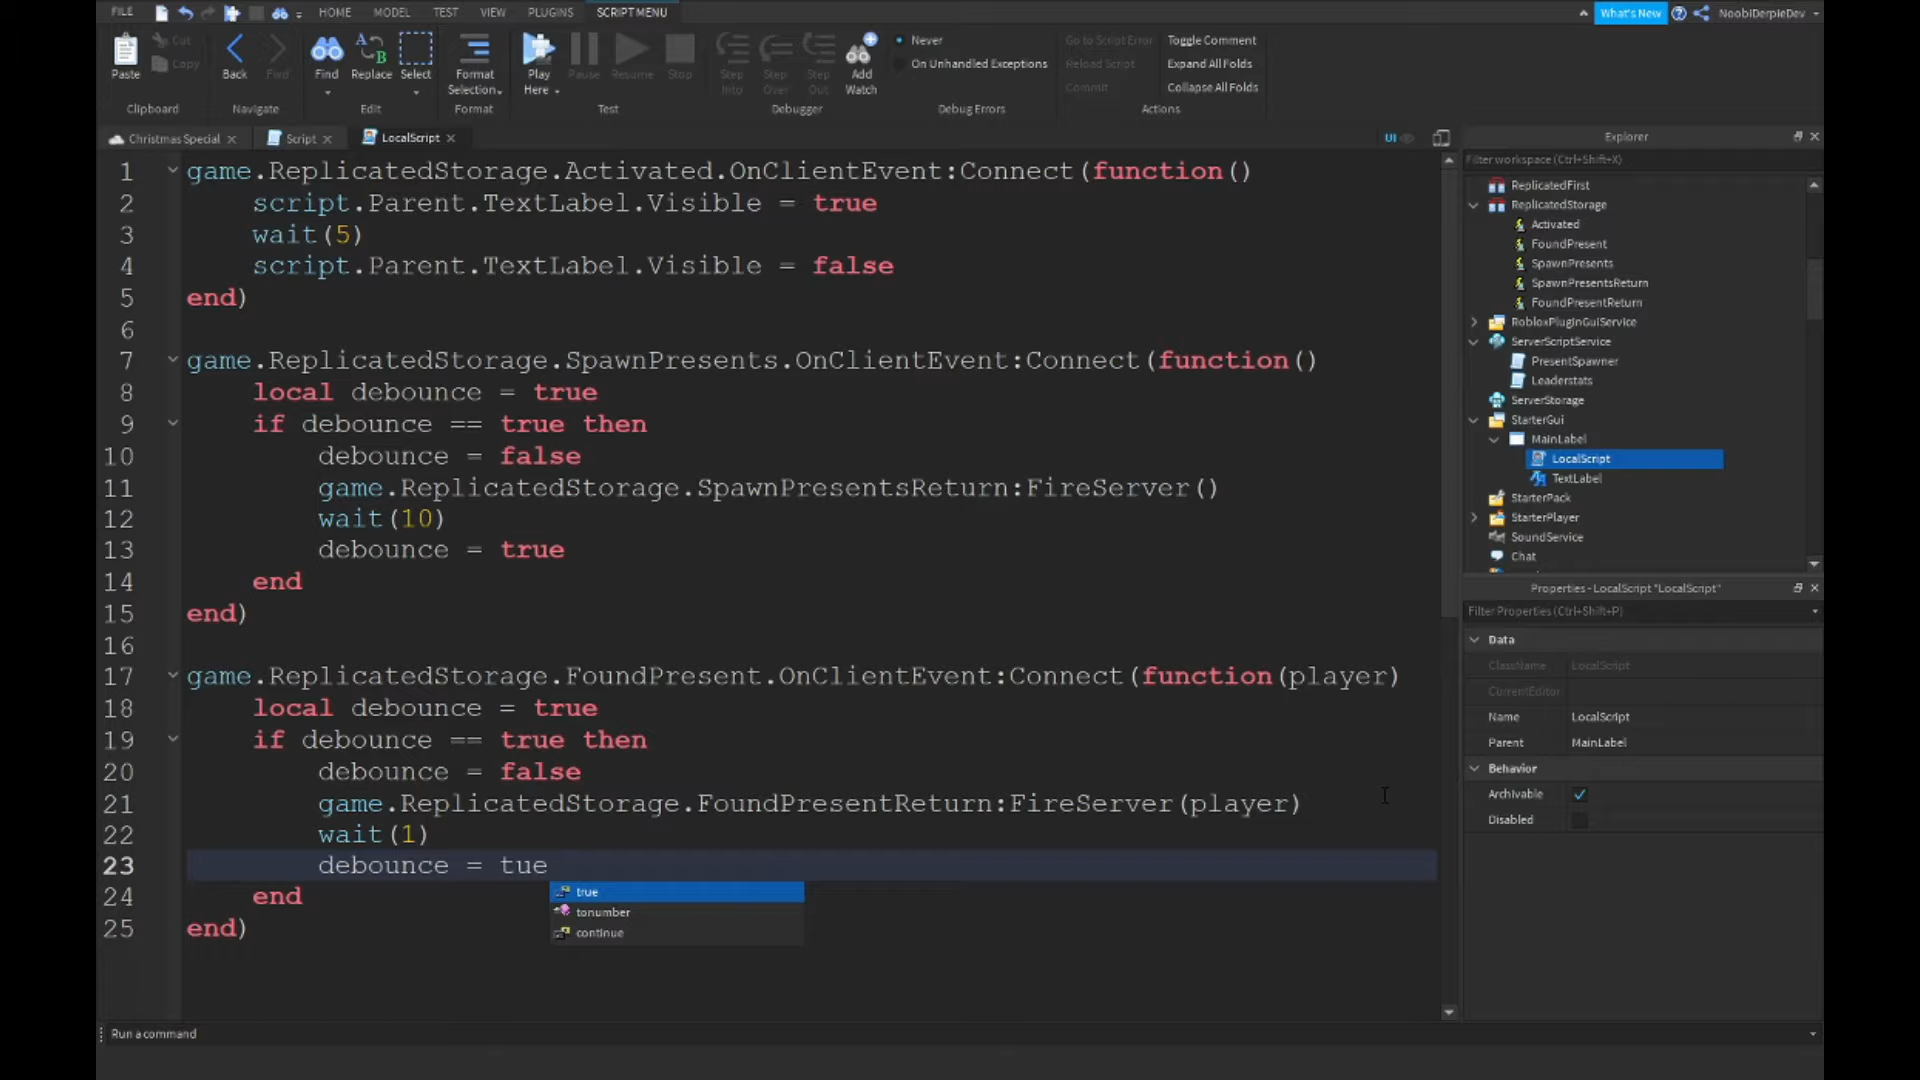 FILE HOME MODEL TEST VIEW PLUGINS SCRIPT MENU What's New NoobiDerpieDev
Paste Cut Copy Clipboard
Back Navigate
Find Replace Select Edit
Format Selection Format
Play Here Pause Resume Stop Test
Step Into Step Over Step Out Add Watch Debugger
Never
On Unhandled Exceptions
Debug Errors
Go to Script Error
Reload Script
Commit
Toggle Comment
Expand All Folds
Collapse All Folds
Actions
Christmas Special Script LocalScript UI
1 game.ReplicatedStorage.Activated.OnClientEvent:Connect(function()
2 script.Parent.TextLabel.Visible = true
3 wait(5)
4 script.Parent.TextLabel.Visible = false
5 end)
6
7 game.ReplicatedStorage.SpawnPresents.OnClientEvent:Connect(function()
8 local debounce = true
9 if debounce == true then
10 debounce = false
11 game.ReplicatedStorage.SpawnPresentsReturn:FireServer()
12 wait(10)
13 debounce = true
14 end
15 end)
16
17 game.ReplicatedStorage.FoundPresent.OnClientEvent:Connect(function(player)
18 local debounce = true
19 if debounce == true then
20 debounce = false
21 game.ReplicatedStorage.FoundPresentReturn:FireServer(player)
22 wait(1)
23 debounce = tue
24 end
25 end)
true
tonumber
continue
Explorer
Filter workspace (Ctrl+Shift+X)
ReplicatedFirst
ReplicatedStorage
Activated
FoundPresent
SpawnPresents
SpawnPresentsReturn
FoundPresentReturn
RobloxPluginGuiService
ServerScriptService
PresentSpawner
Leaderstats
ServerStorage
StarterGui
MainLabel
LocalScript
TextLabel
StarterPack
StarterPlayer
SoundService
Chat
Properties - LocalScript "LocalScript"
Filter Properties (Ctrl+Shift+P)
Data
ClassName LocalScript
CurrentEditor
Name LocalScript
Parent MainLabel
Behavior
Archivable
Disabled
Run a command